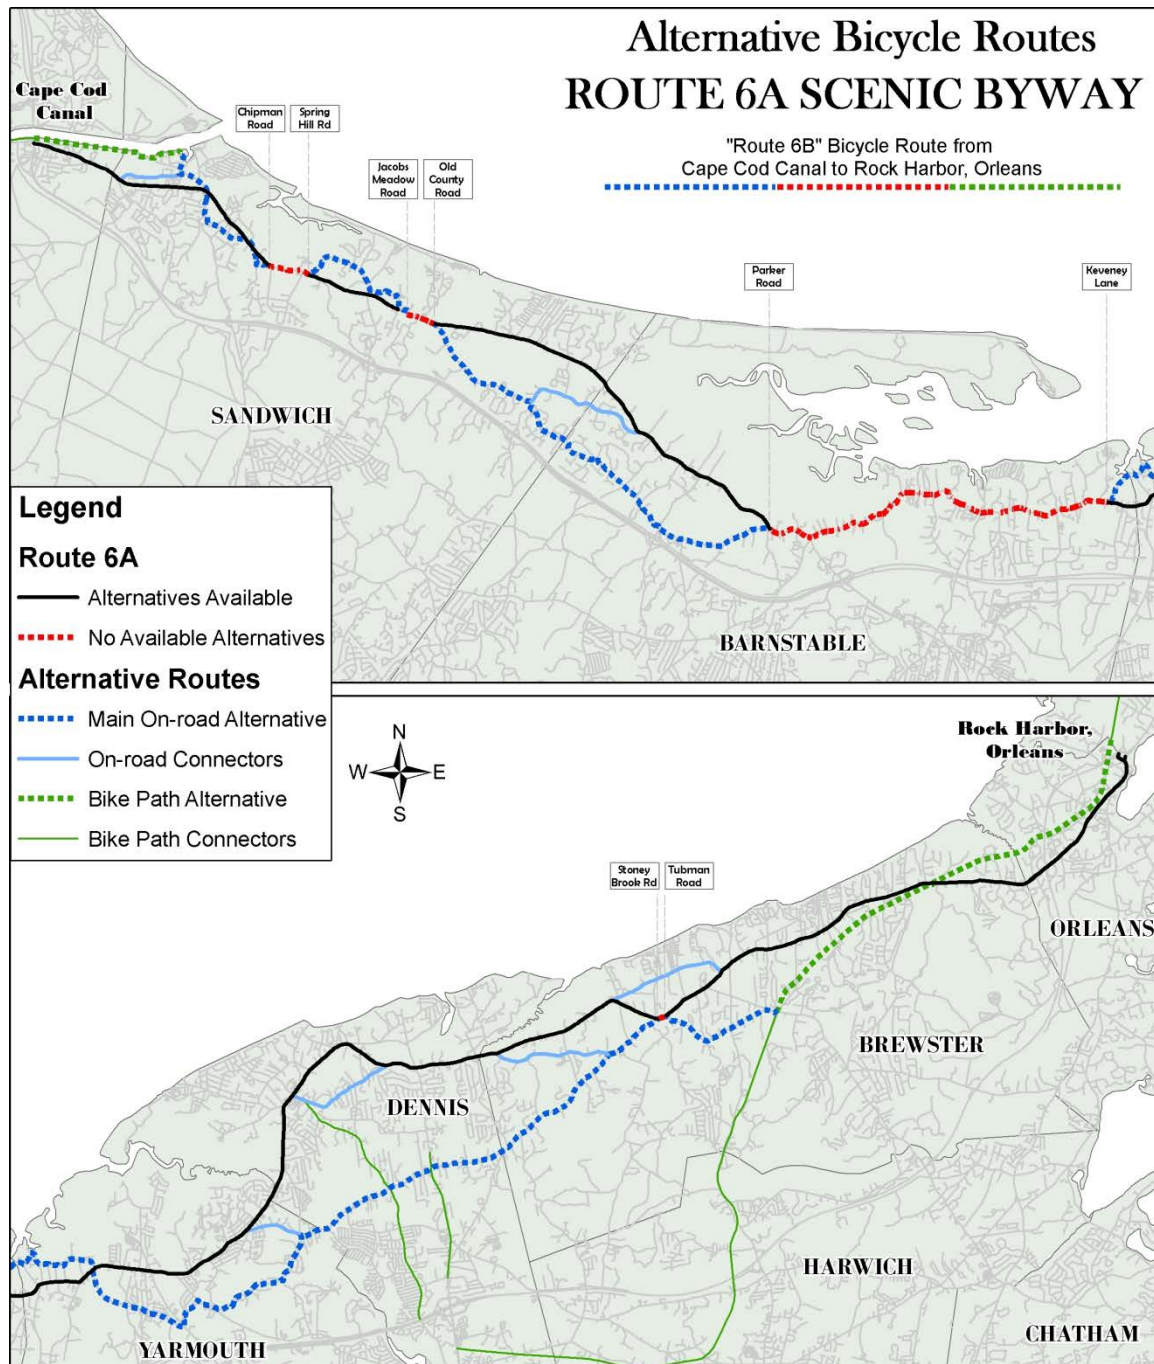 Alternative Bicycle Routes
ROUTE 6A SCENIC BYWAY
"Route 6B" Bicycle Route from
Cape Cod Canal to Rock Harbor, Orleans
Cape Cod
Canal
Chipman
Road
Spring
Hill Rd
Jacobs
Meadow
Road
Old
County
Road
Parker
Road
Keveney
Lane
SANDWICH
BARNSTABLE
Legend
Route 6A
Alternatives Available
No Available Alternatives
Alternative Routes
Main On-road Alternative
On-road Connectors
Bike Path Alternative
Bike Path Connectors
N
W
E
S
Rock Harbor,
Orleans
Stoney
Brook Rd
Tubman
Road
ORLEANS
BREWSTER
DENNIS
HARWICH
CHATHAM
YARMOUTH